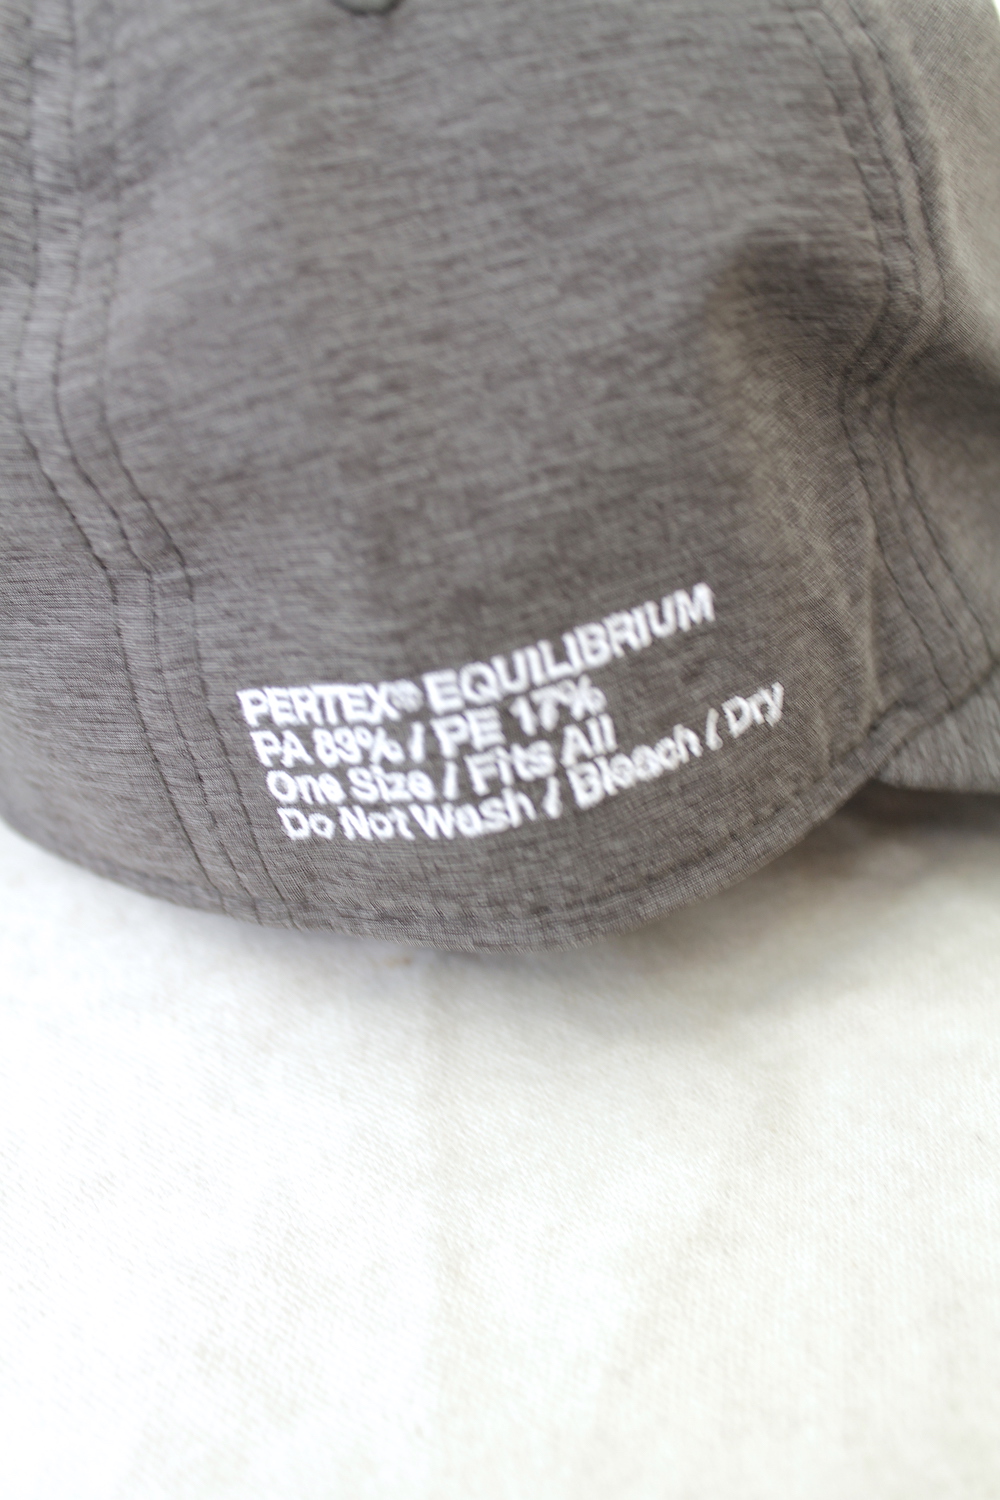 PERTEX® EQUILIBRIUM
PA 83% / PE 17%
One Size / Fits All
Do Not Wash / Bleach / Dry